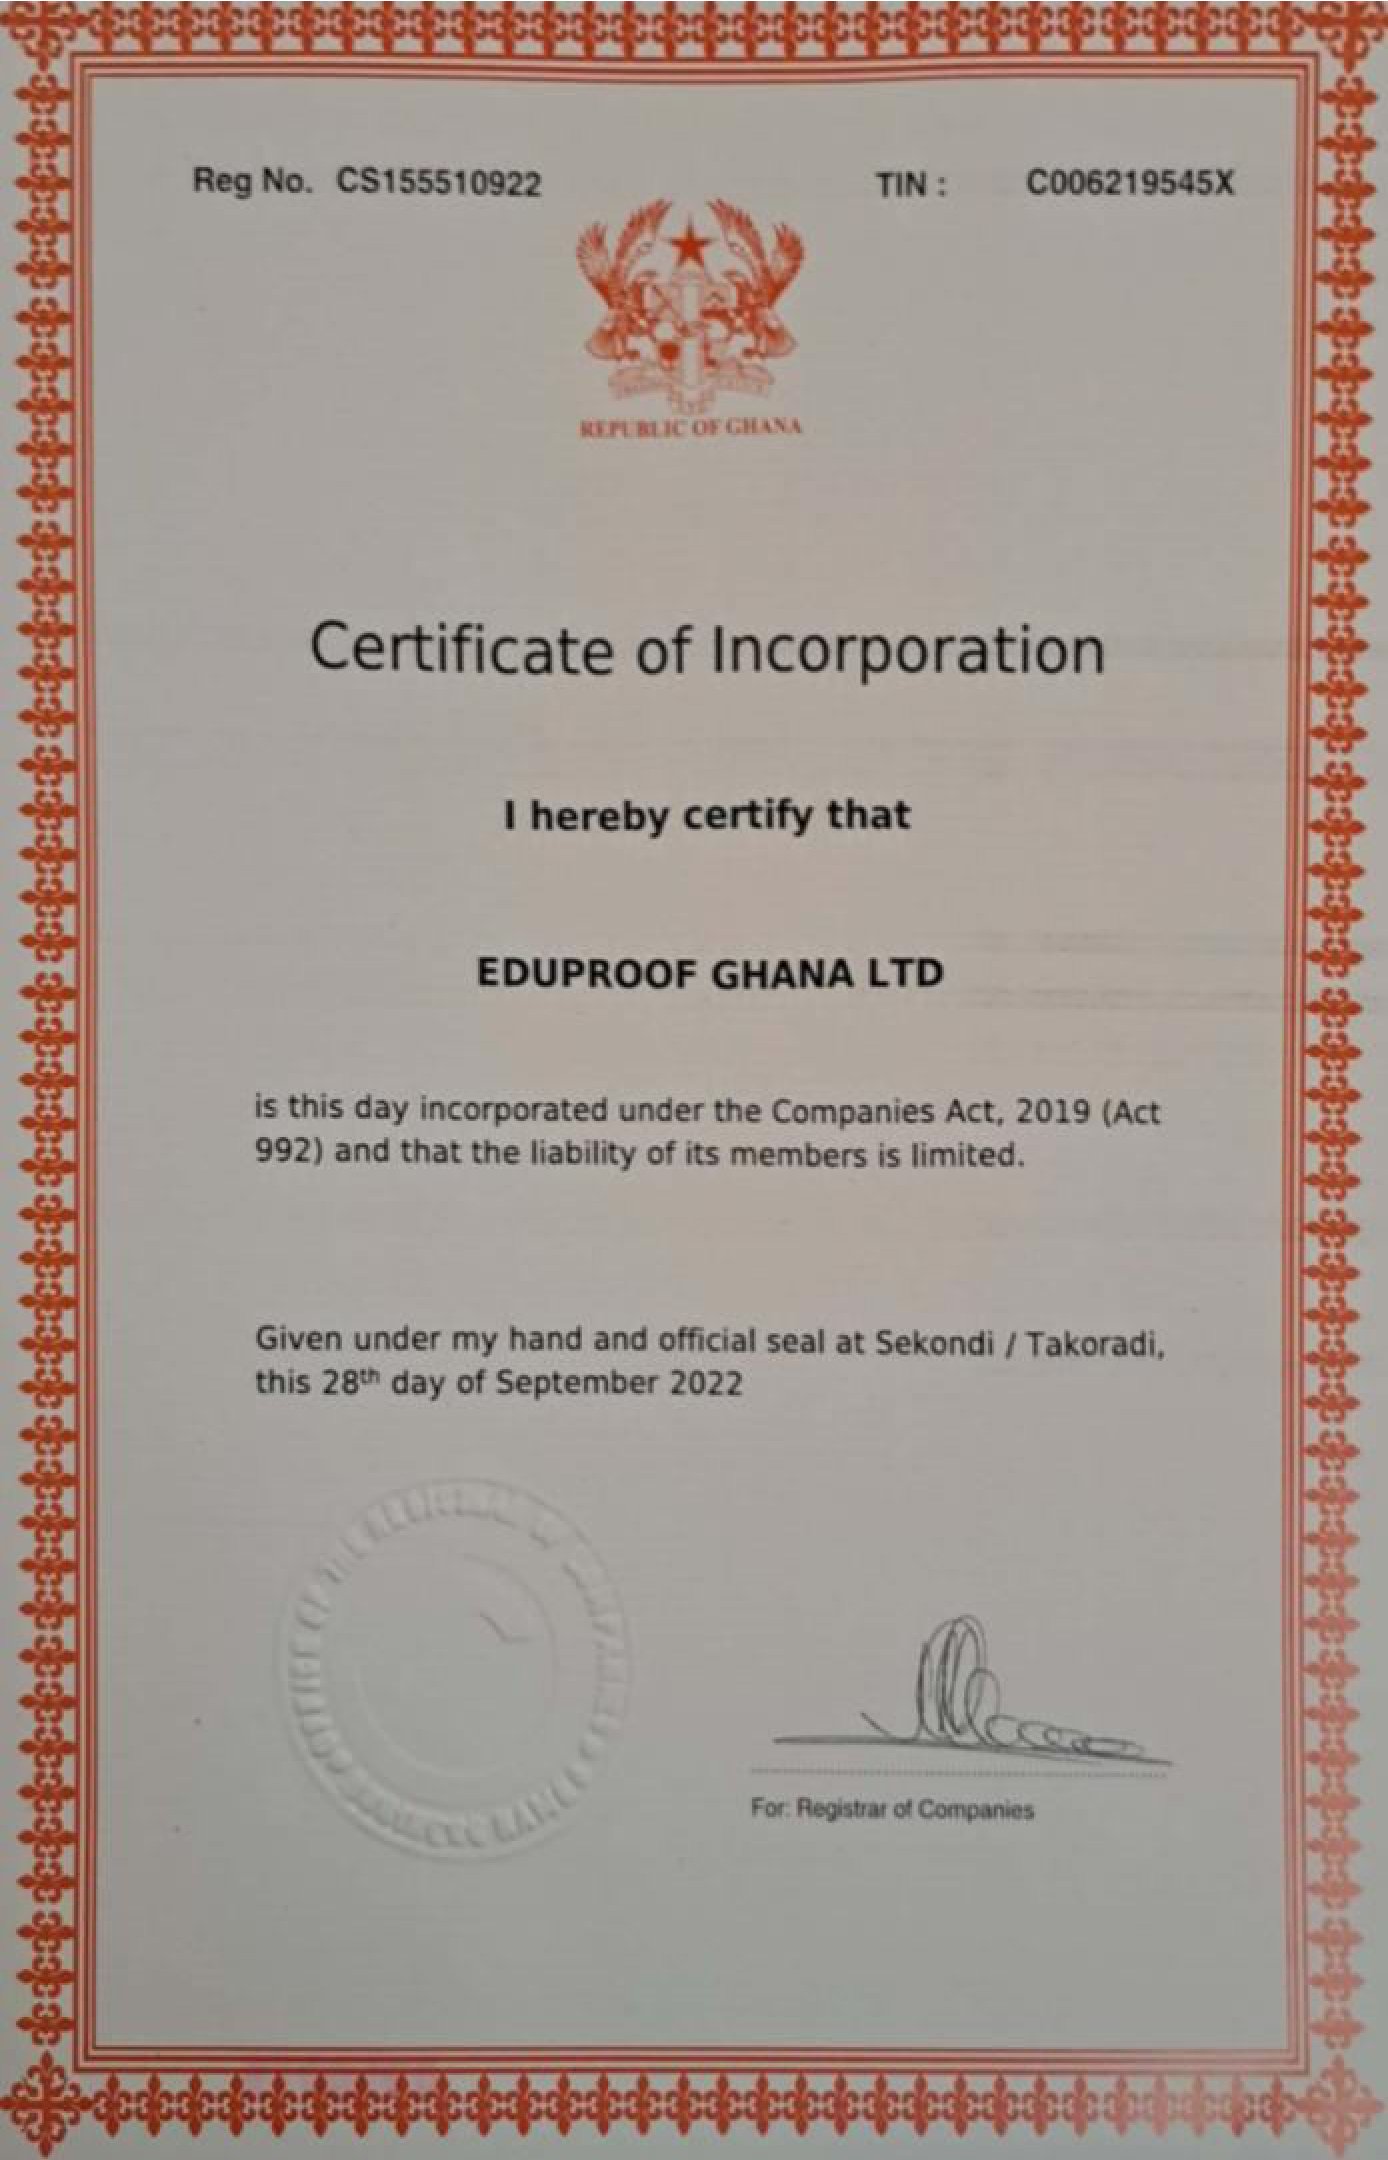 Reg No. CS155510922
TIN : C006219545X
REPUBLIC OF GHANA
Certificate of Incorporation
I hereby certify that
EDUPROOF GHANA LTD
is this day incorporated under the Companies Act, 2019 (Act
992) and that the liability of its members is limited.
Given under my hand and official seal at Sekondi / Takoradi,
this 28th day of September 2022
For: Registrar of Companies